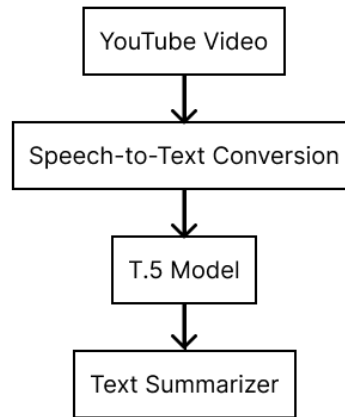 YouTube Video
Speech-to-Text Conversion
T.5 Model
Text Summarizer